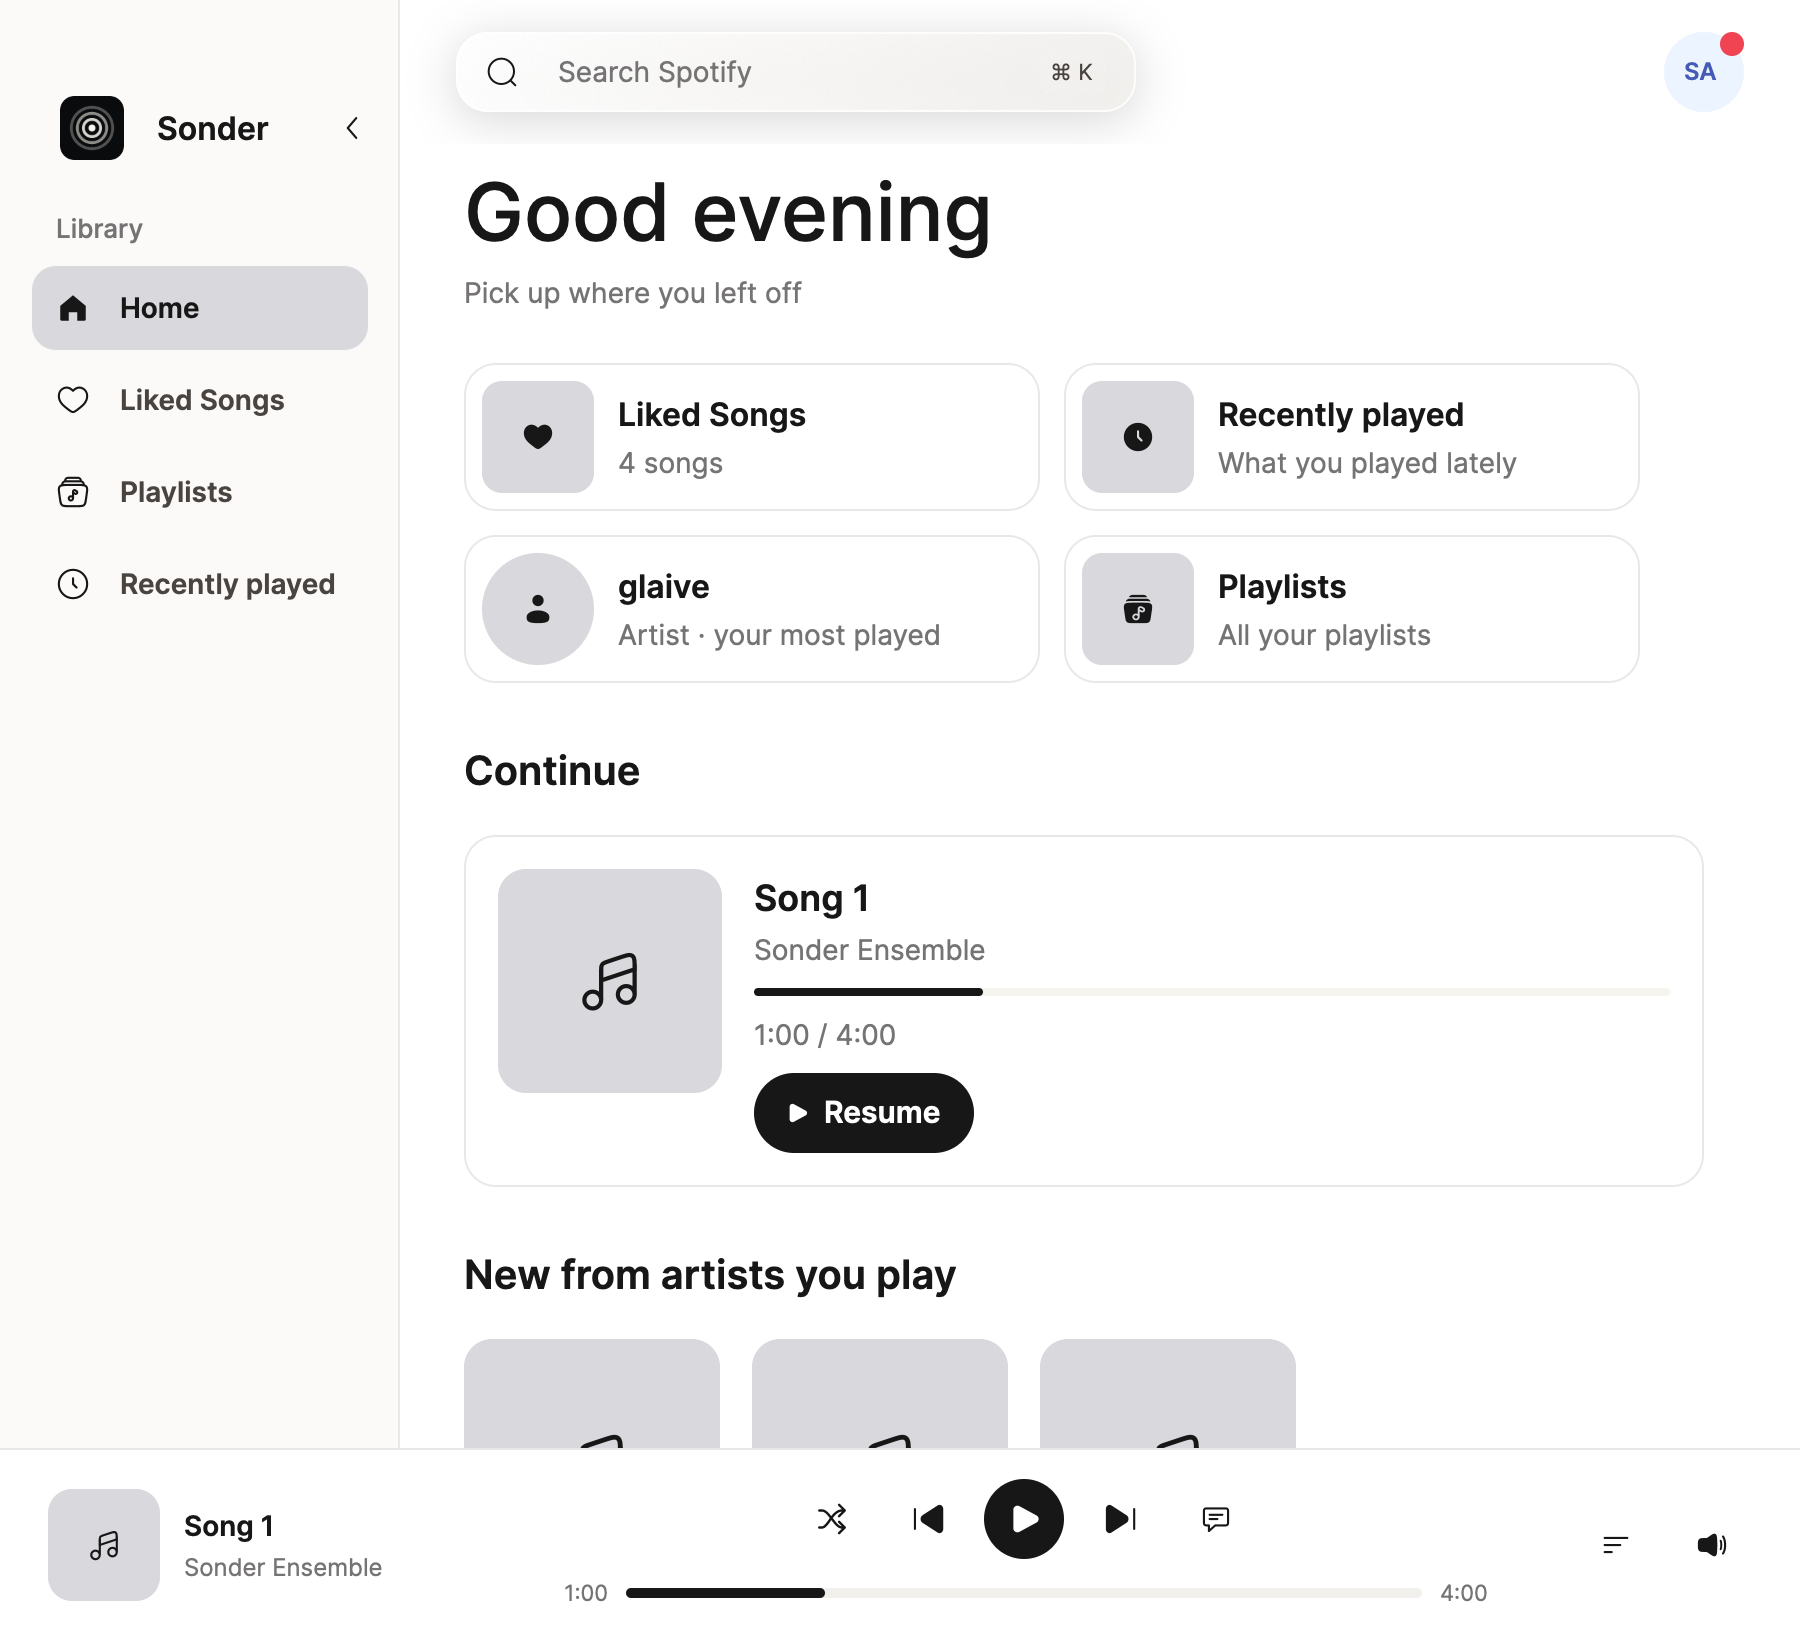 Search Spotify
⌘ K
SA
Sonder
Library
Home
Liked Songs
Playlists
Recently played
Good evening
Pick up where you left off
Liked Songs
4 songs
Recently played
What you played lately
glaive
Artist · your most played
Playlists
All your playlists
Continue
Song 1
Sonder Ensemble
1:00 / 4:00
Resume
New from artists you play
Song 1
Sonder Ensemble
1:00
4:00